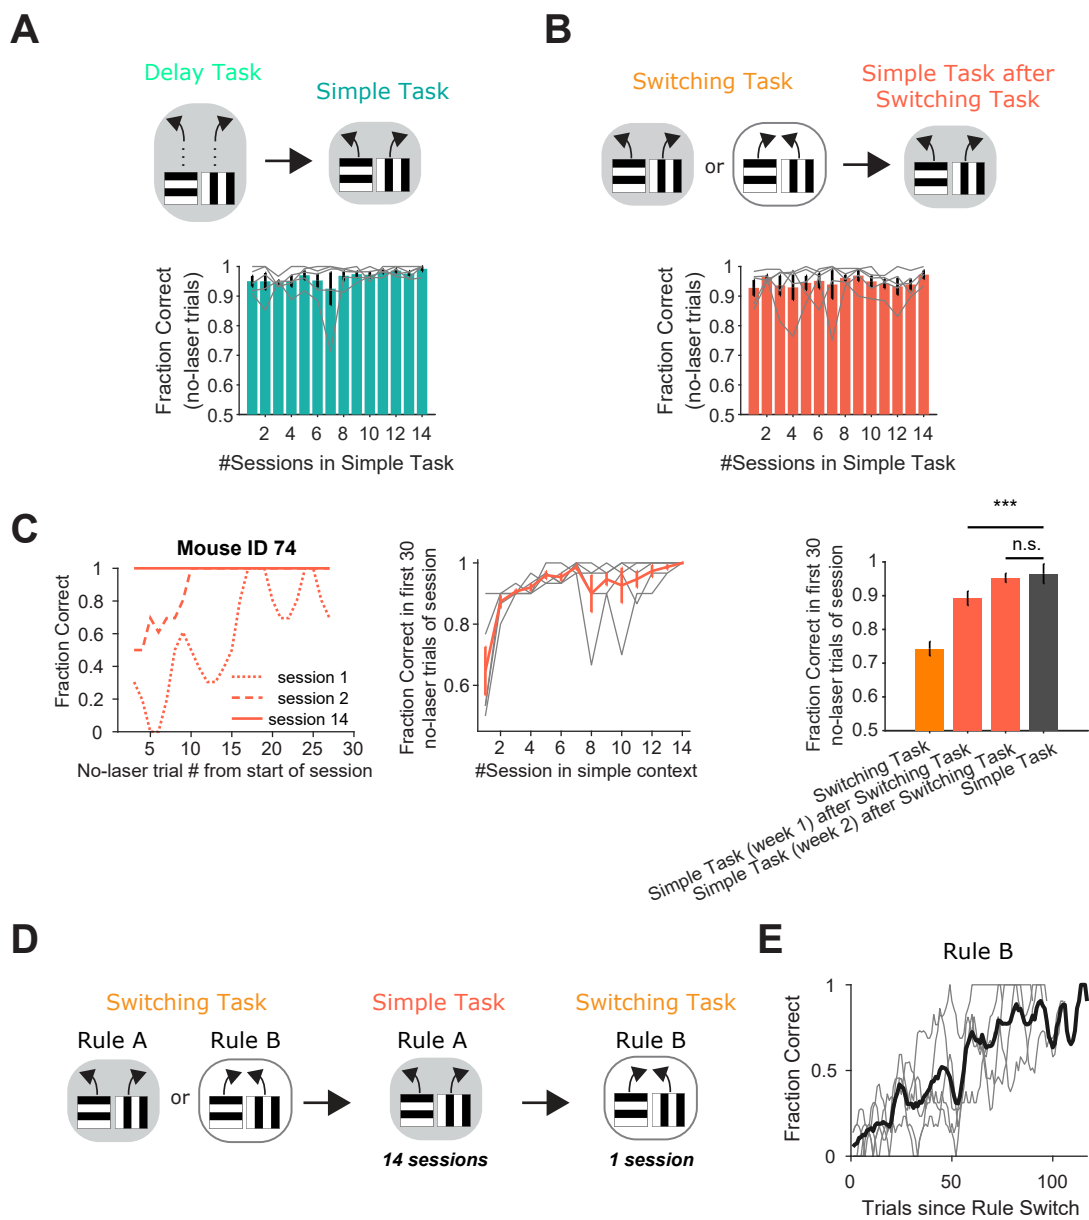 A
Delay Task
Simple Task
Fraction Correct
(no-laser trials)
1
0.9
0.8
0.7
0.6
0.5
2 4 6 8 10 12 14
#Sessions in Simple Task
B
Switching Task
Simple Task after
Switching Task
or
Fraction Correct
(no-laser trials)
1
0.9
0.8
0.7
0.6
0.5
2 4 6 8 10 12 14
#Sessions in Simple Task
C
Mouse ID 74
Fraction Correct
1
0.8
0.6
0.4
0.2
0
session 1
session 2
session 14
5 10 15 20 25 30
No-laser trial # from start of session
Fraction Correct in first 30
no-laser trials of session
1
0.8
0.6
2 4 6 8 10 12 14
#Session in simple context
Fraction Correct in first 30
no-laser trials of session
***
n.s.
1
0.9
0.8
0.7
0.6
0.5
Switching Task
Simple Task (week 1) after Switching Task
Simple Task (week 2) after Switching Task
Simple Task
D
Switching Task
Rule A
or
Rule B
Simple Task
Rule A
14 sessions
Switching Task
Rule B
1 session
E
Rule B
Fraction Correct
1
0.5
1
0 50 100
Trials since Rule Switch